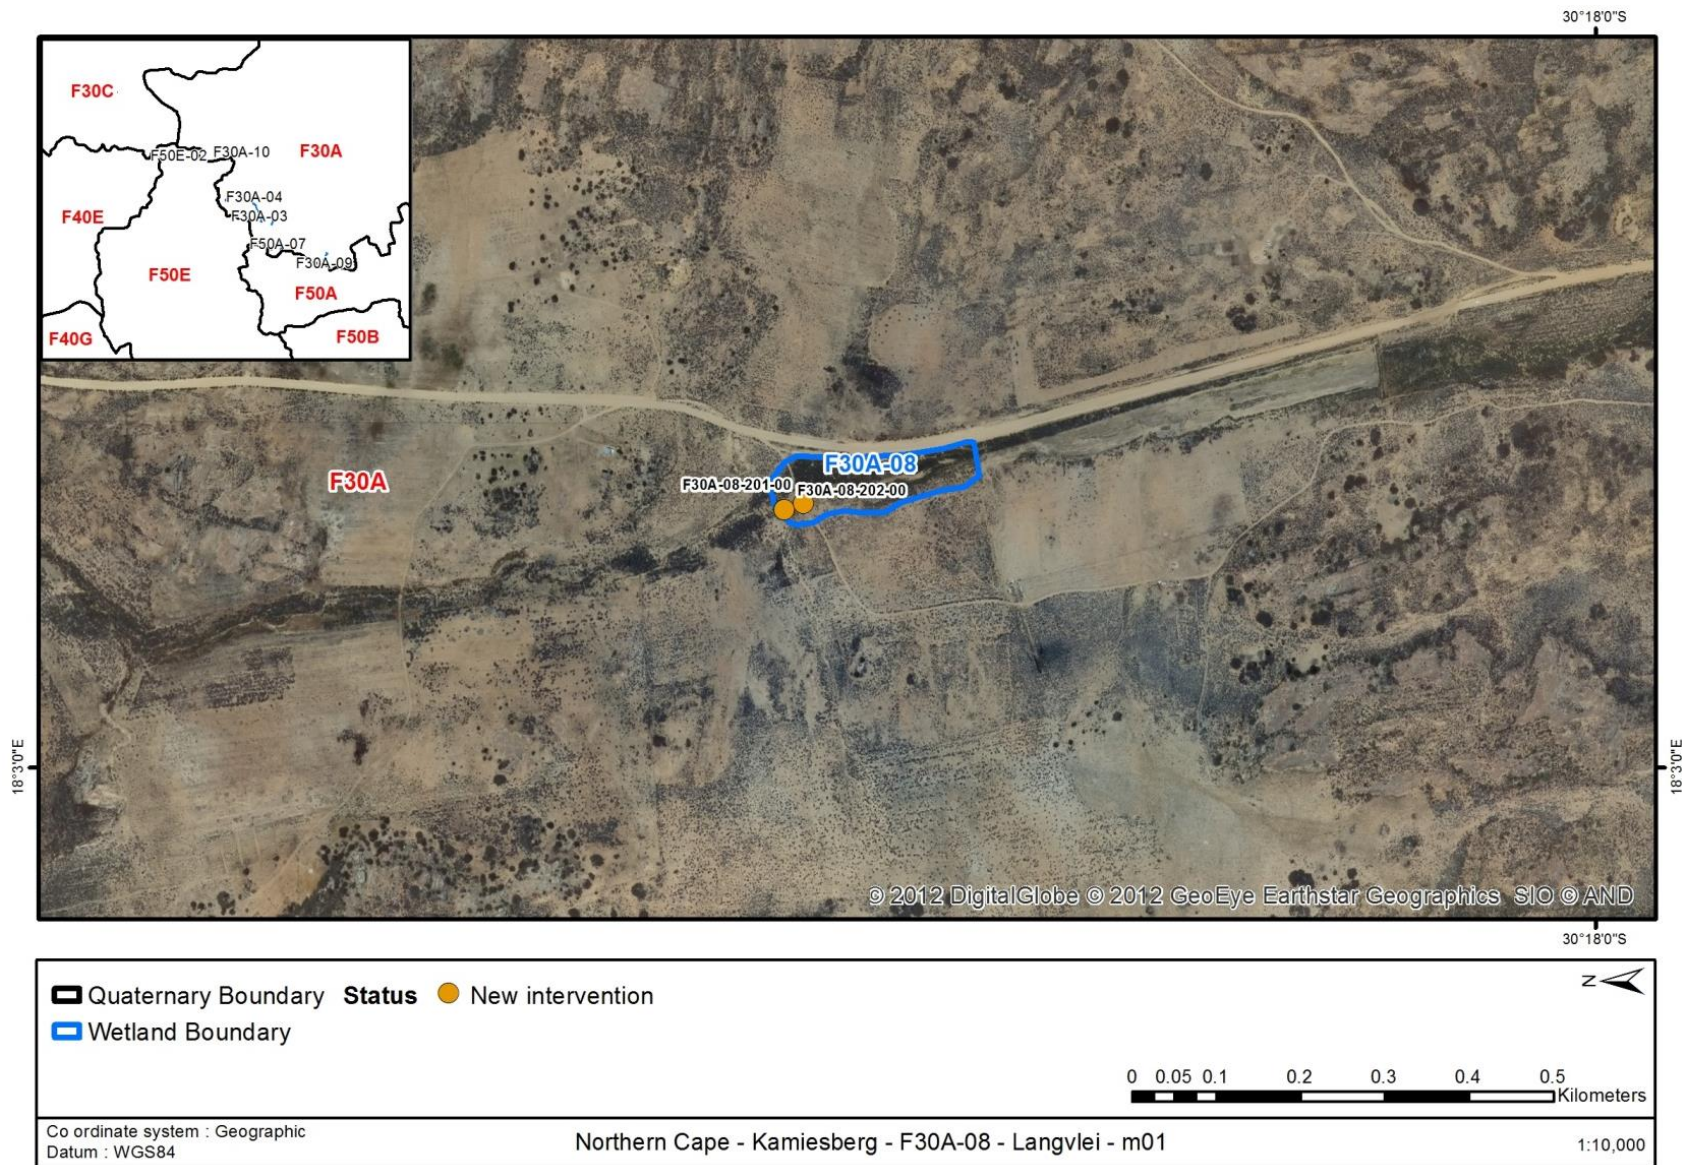 30°18'0"S
F30C
F30A
F50E-02
F30A-10
F30A-04
F40E
F30A-03
F50A-07
F30A-09
F50E
F50A
F40G
F50B
F30A-08
F30A
F30A-08-201-00
F30A-08-202-00
18°3'0"E
18°3'0"E
© 2012 DigitalGlobe © 2012 GeoEye Earthstar Geographics SIO © AND
30°18'0"S
Quaternary Boundary Status New intervention
Wetland Boundary
N
0 0.05 0.1 0.2 0.3 0.4 0.5
Kilometers
Co ordinate system : Geographic
Datum : WGS84
Northern Cape - Kamiesberg - F30A-08 - Langvlei - m01
1:10,000